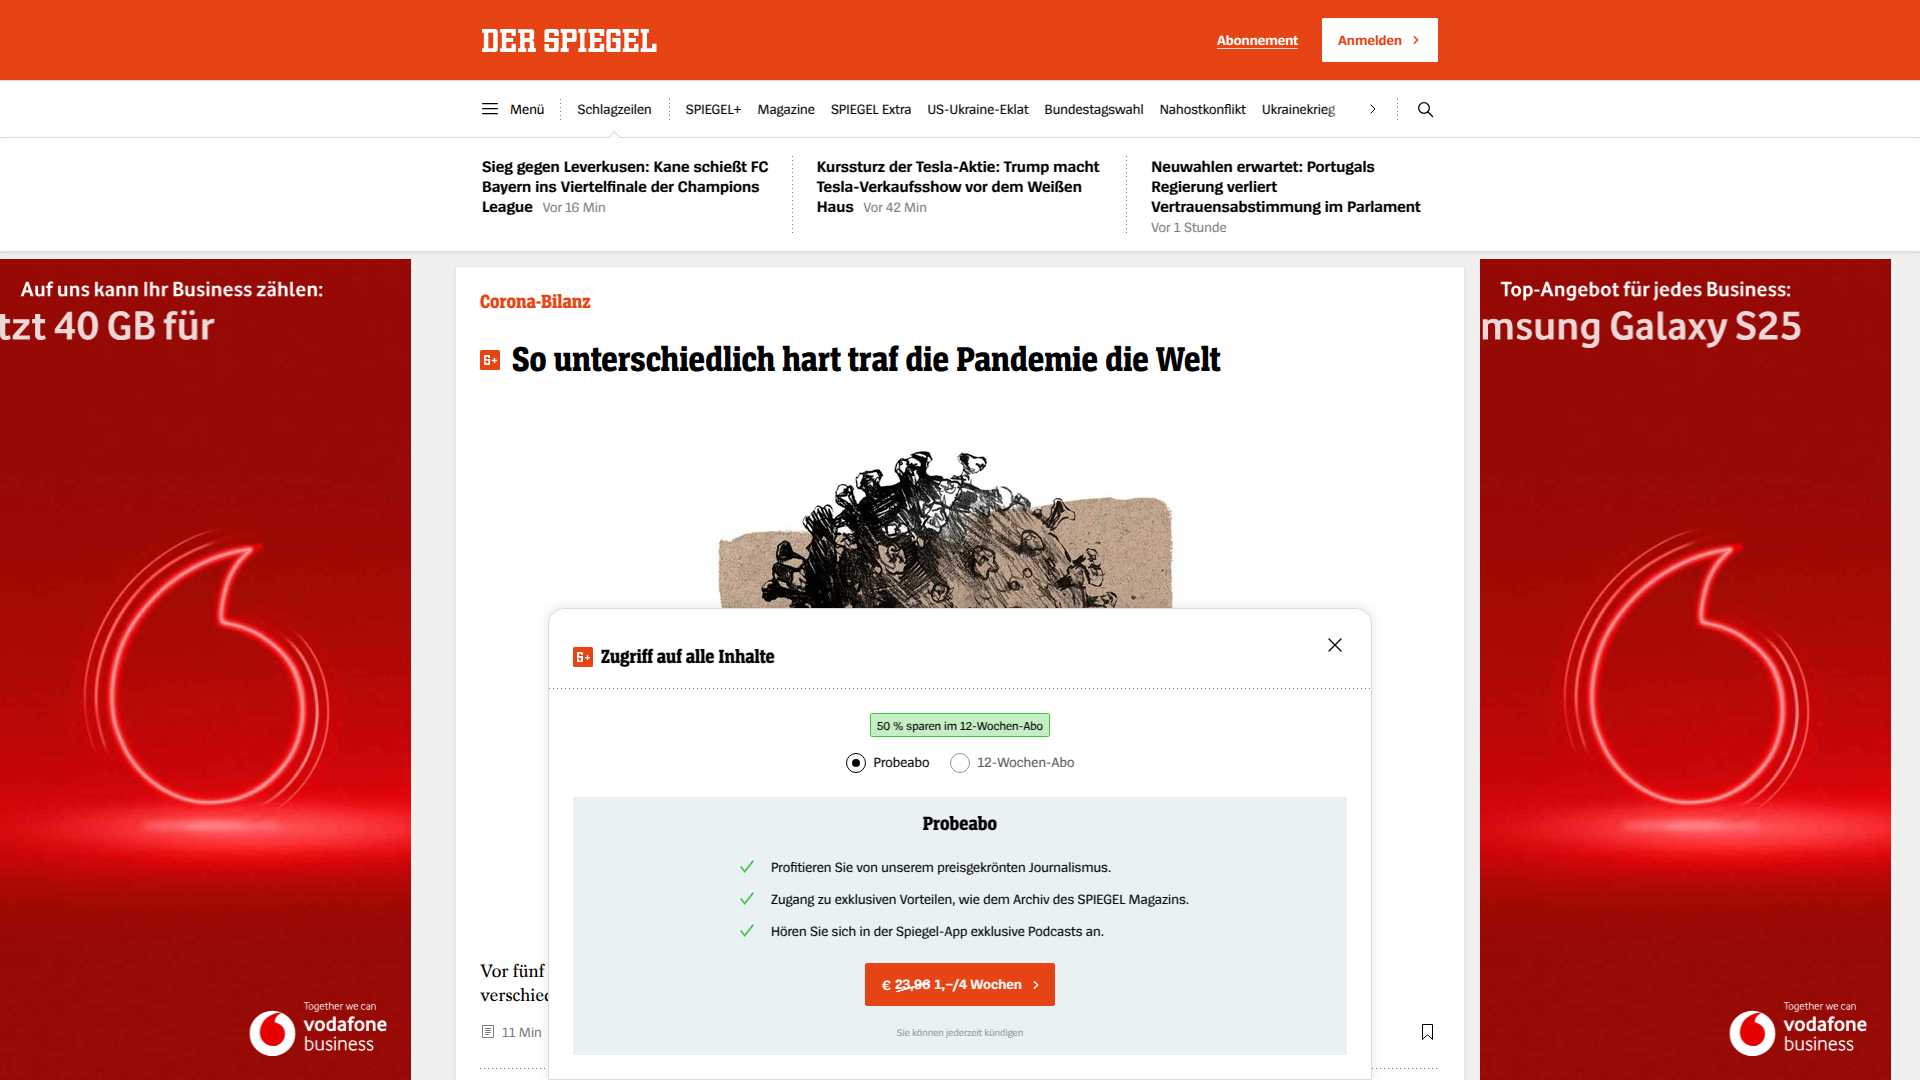 DER SPIEGEL
Abonnement
Anmelden
Menü
Schlagzeilen
SPIEGEL+
Magazine
SPIEGEL Extra
US-Ukraine-Eklat
Bundestagswahl
Nahostkonflikt
Ukrainekrieg
Sieg gegen Leverkusen: Kane schießt FC
Bayern ins Viertelfinale der Champions
League Vor 16 Min
Kurssturz der Tesla-Aktie: Trump macht
Tesla-Verkaufsshow vor dem Weißen
Haus Vor 42 Min
Neuwahlen erwartet: Portugals
Regierung verliert
Vertrauensabstimmung im Parlament
Vor 1 Stunde
Auf uns kann Ihr Business zählen:
tzt 40 GB für
Together we can
vodafone
business
Corona-Bilanz
S+ So unterschiedlich hart traf die Pandemie die Welt
Vor fünf
verschied
11 Min
S+ Zugriff auf alle Inhalte
50 % sparen im 12-Wochen-Abo
Probeabo
12-Wochen-Abo
Probeabo
Profitieren Sie von unserem preisgekrönten Journalismus.
Zugang zu exklusiven Vorteilen, wie dem Archiv des SPIEGEL Magazins.
Hören Sie sich in der Spiegel-App exklusive Podcasts an.
€ 23,96 1,–/4 Wochen
Sie können jederzeit kündigen
Top-Angebot für jedes Business:
msung Galaxy S25
Together we can
vodafone
business